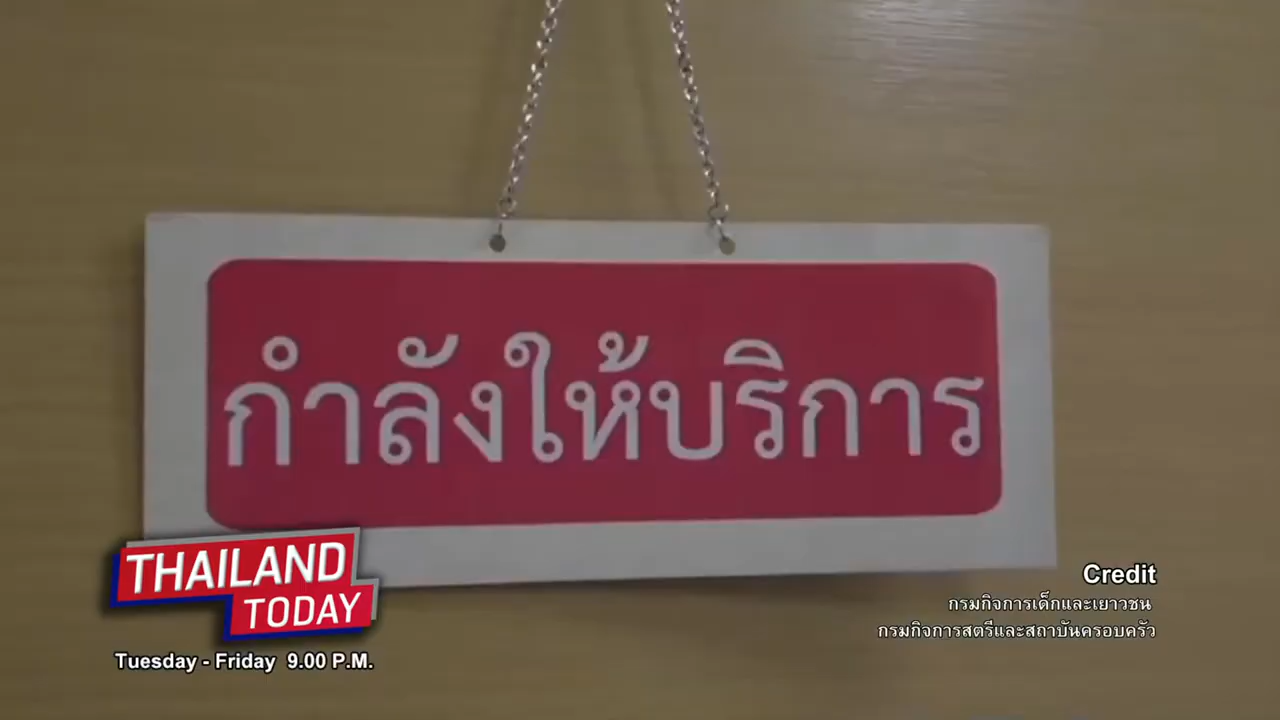 กำลังให้บริการ
THAILAND
TODAY
Tuesday - Friday 9.00 P.M.
Credit
กรมกิจการเด็กและเยาวชน
กรมกิจการสตรีและสถาบันครอบครัว